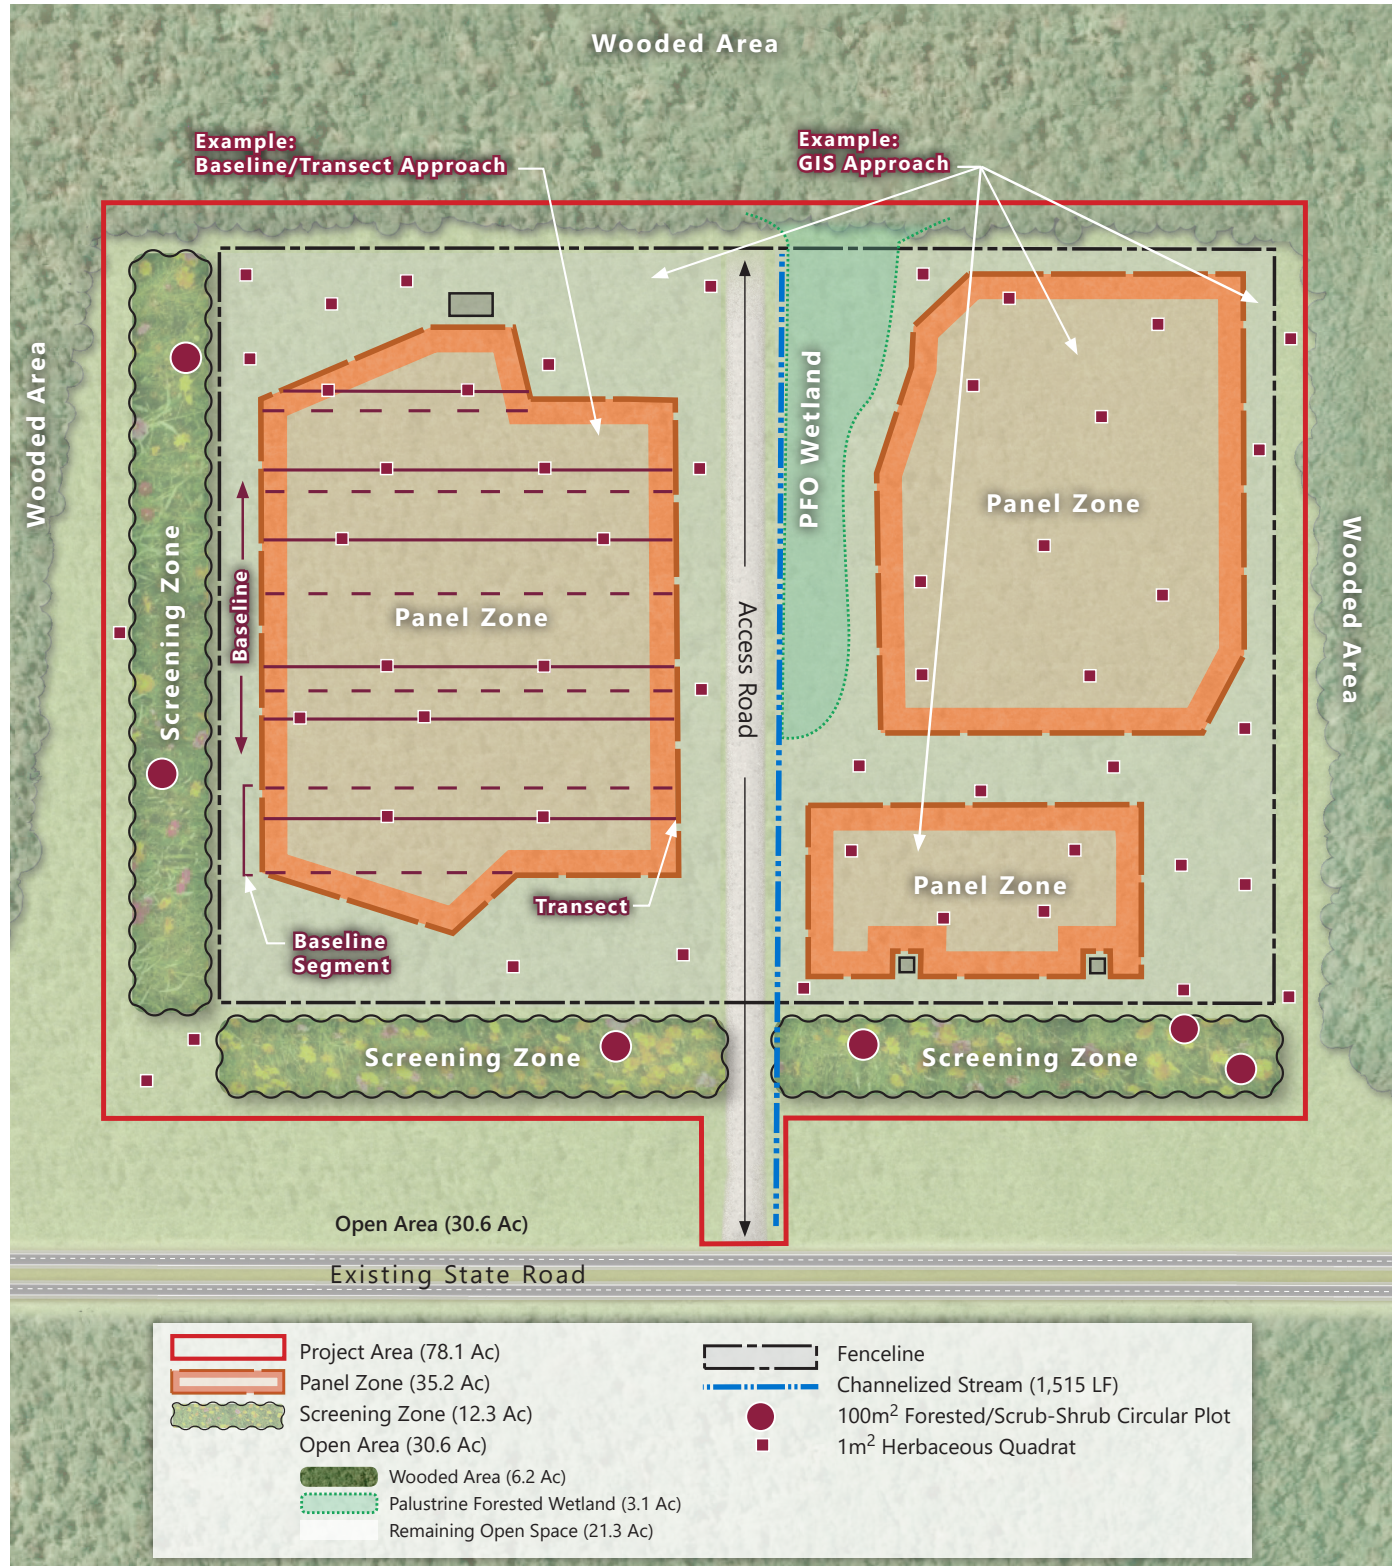 Wooded Area
Example:
Baseline/Transect Approach
Example:
GIS Approach
Wooded Area
PFO Wetland
Panel Zone
Screening Zone
Baseline
Panel Zone
Access Road
Wooded Area
Panel Zone
Transect
Baseline
Segment
Screening Zone
Screening Zone
Open Area (30.6 Ac)
Existing State Road
Project Area (78.1 Ac)
Panel Zone (35.2 Ac)
Screening Zone (12.3 Ac)
Open Area (30.6 Ac)
Wooded Area (6.2 Ac)
Palustrine Forested Wetland (3.1 Ac)
Remaining Open Space (21.3 Ac)
Fenceline
Channelized Stream (1,515 LF)
100m² Forested/Scrub-Shrub Circular Plot
1m² Herbaceous Quadrat